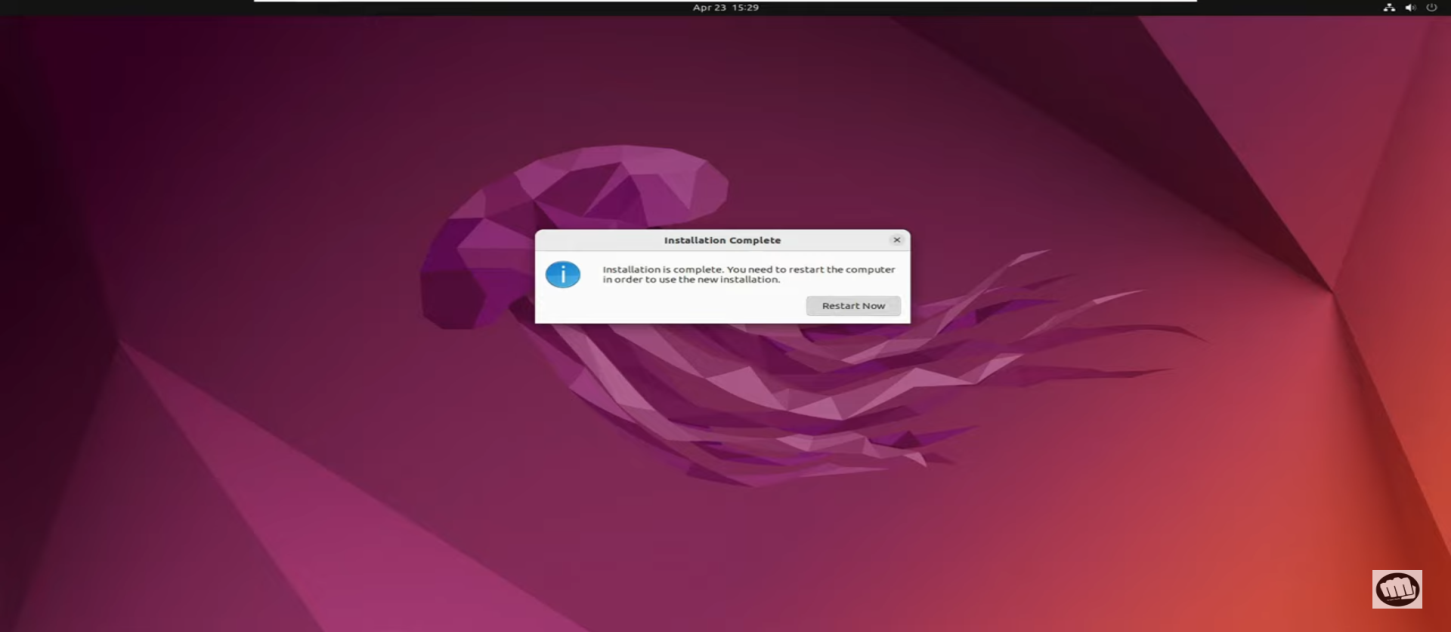 Apr 23 15:29
Installation Complete
Installation is complete. You need to restart the computer
in order to use the new installation.
Restart Now